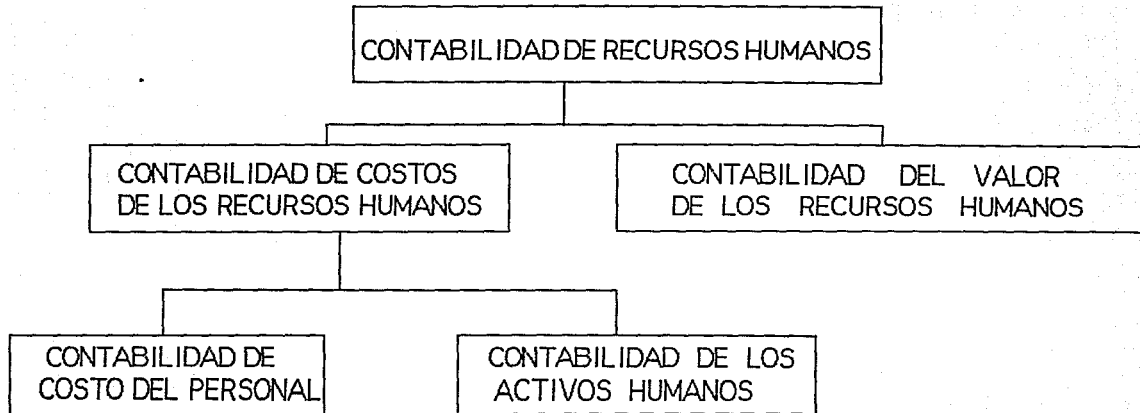 CONTABILIDAD DE RECURSOS HUMANOS
CONTABILIDAD DE COSTOS
DE LOS RECURSOS HUMANOS
CONTABILIDAD DEL VALOR
DE LOS RECURSOS HUMANOS
CONTABILIDAD DE
COSTO DEL PERSONAL
CONTABILIDAD DE LOS
ACTIVOS HUMANOS